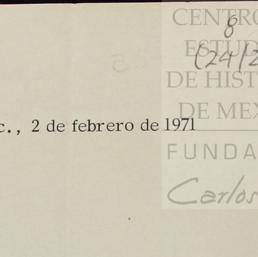 CENTRO
8
ESTUD
(24/2
DE HIST
DE MEX
c., 2 de febrero de 1971
FUNDA
Carlos